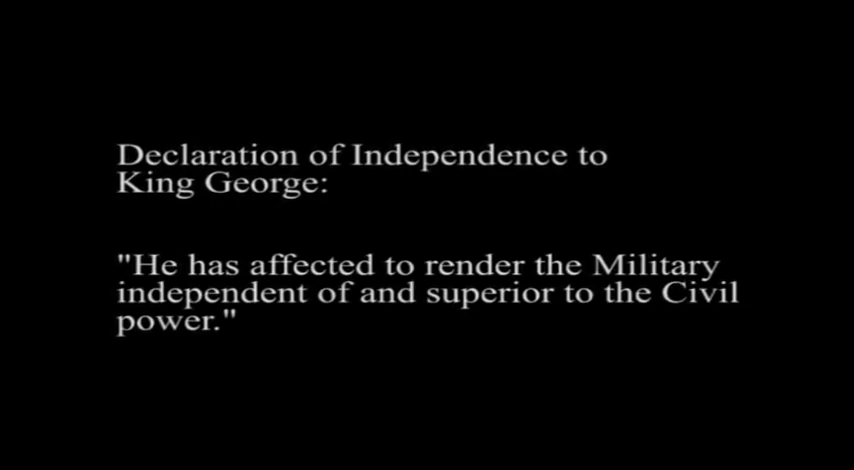 Declaration of Independence to
King George:
"He has affected to render the Military
independent of and superior to the Civil
power."